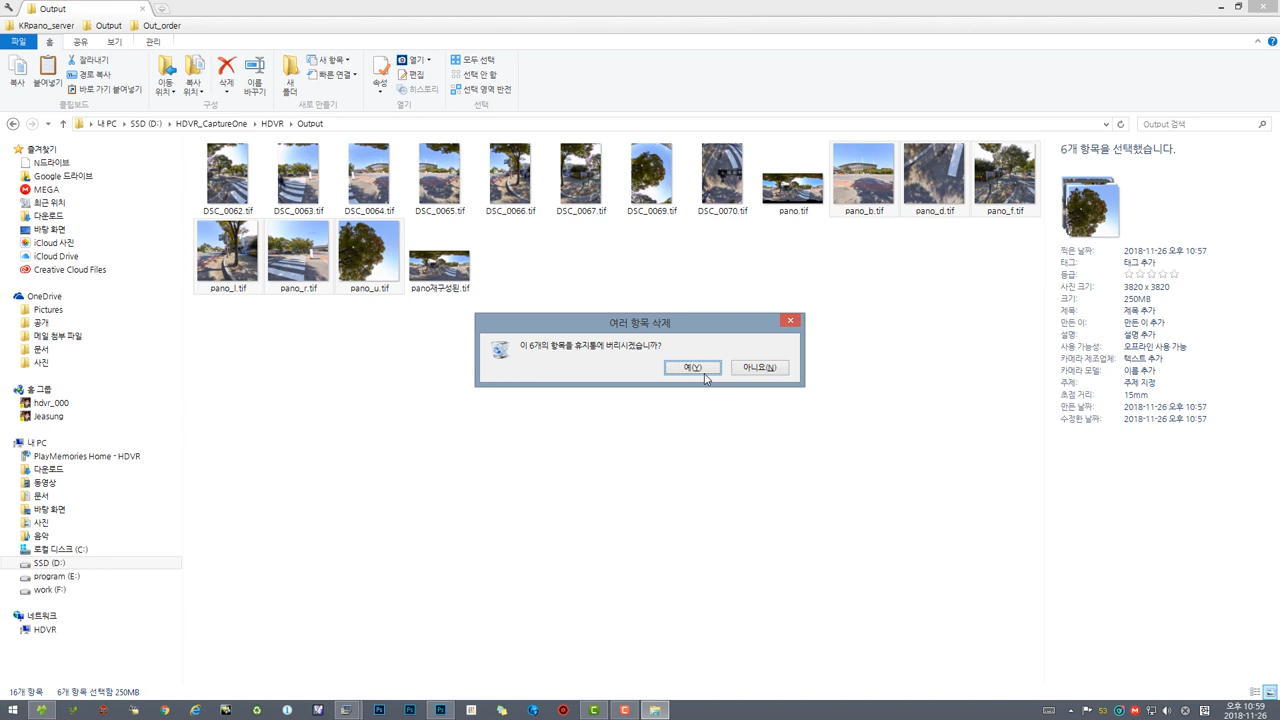 Output
KRpano_server Output Out_order
파일 홈 공유 보기 관리
복사 붙여넣기 잘라내기 경로 복사 바로 가기 붙여넣기
클립보드
이동 위치 복사 위치 삭제 이름 바꾸기
구성
새 폴더 새 항목 빠른 연결
새로 만들기
속성 열기 편집 히스토리
열기
모두 선택 선택 안 함 선택 영역 반전
선택
내 PC SSD (D:) HDVR_CaptureOne HDVR Output
Output 검색
즐겨찾기
N드라이브
Google 드라이브
MEGA
최근 위치
다운로드
바탕 화면
iCloud 사진
iCloud Drive
Creative Cloud Files
OneDrive
Pictures
공개
메일 첨부 파일
문서
사진
홈 그룹
hdvr_000
Jeasung
내 PC
PlayMemories Home - HDVR
다운로드
동영상
문서
바탕 화면
사진
음악
로컬 디스크 (C:)
SSD (D:)
program (E:)
work (F:)
네트워크
HDVR
DSC_0062.tif DSC_0063.tif DSC_0064.tif DSC_0065.tif DSC_0066.tif DSC_0067.tif DSC_0069.tif DSC_0070.tif pano.tif pano_b.tif pano_d.tif pano_f.tif
pano_l.tif pano_r.tif pano_u.tif pano재구성된.tif
여러 항목 삭제
이 6개의 항목을 휴지통에 버리시겠습니까?
예(Y) 아니요(N)
6개 항목을 선택했습니다.
찍은 날짜: 2018-11-26 오후 10:57
태그: 태그 추가
등급:
사진 크기: 3820 x 3820
크기: 250MB
제목: 제목 추가
만든 이: 만든 이 추가
설명: 설명 추가
사용 가능성: 오프라인 사용 가능
카메라 제조업체: 텍스트 추가
카메라 모델: 이름 추가
주제: 주제 지정
초점 거리: 15mm
만든 날짜: 2018-11-26 오후 10:57
수정한 날짜: 2018-11-26 오후 10:57
16개 항목 6개 항목 선택함 250MB
53
오후 10:59
2018-11-26